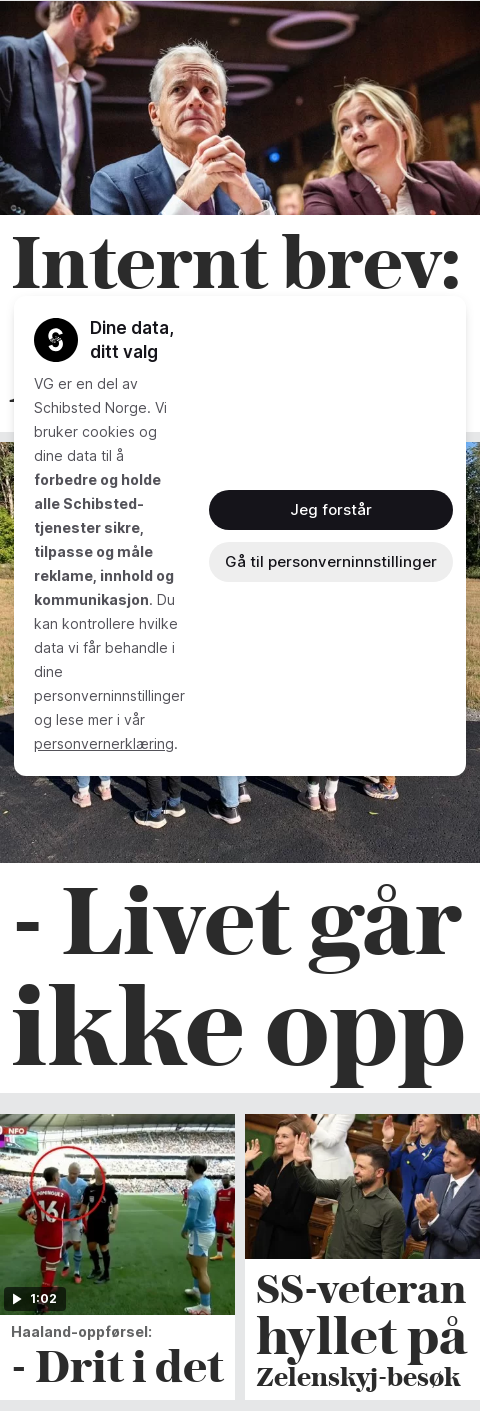 Internt brev:
Dine data,
ditt valg
VG er en del av
Schibsted Norge. Vi
bruker cookies og
dine data til å
forbedre og holde
alle Schibsted-
tjenester sikre,
tilpasse og måle
reklame, innhold og
kommunikasjon. Du
kan kontrollere hvilke
data vi får behandle i
dine
personverninnstillinger
og lese mer i vår
personvernerklæring.
Jeg forstår
Gå til personverninnstillinger
- Livet går
ikke opp
NFO
DOMINGUEZ
16
1:02
Haaland-oppførsel:
- Drit i det
SS-veteran
hyllet på
Zelenskyj-besøk